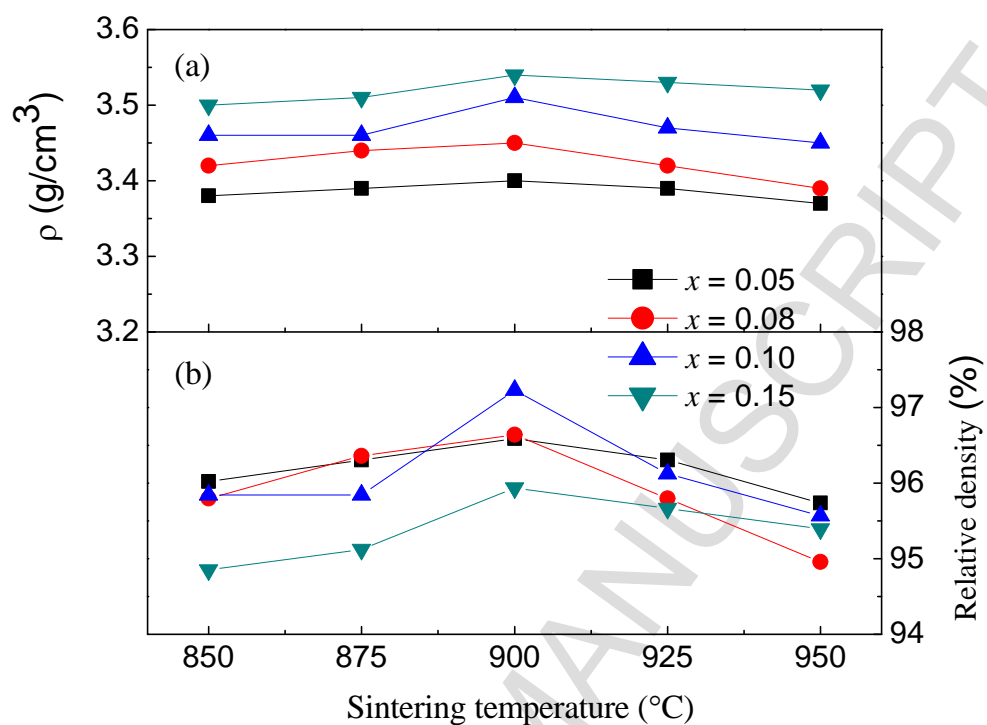 3.6
(a)
3.5
3.4
3.3
3.2
ρ (g/cm³)
x = 0.05
x = 0.08
x = 0.10
x = 0.15
(b)
98
97
96
95
94
Relative density (%)
850 875 900 925 950
Sintering temperature (°C)
MANUSCRIPT